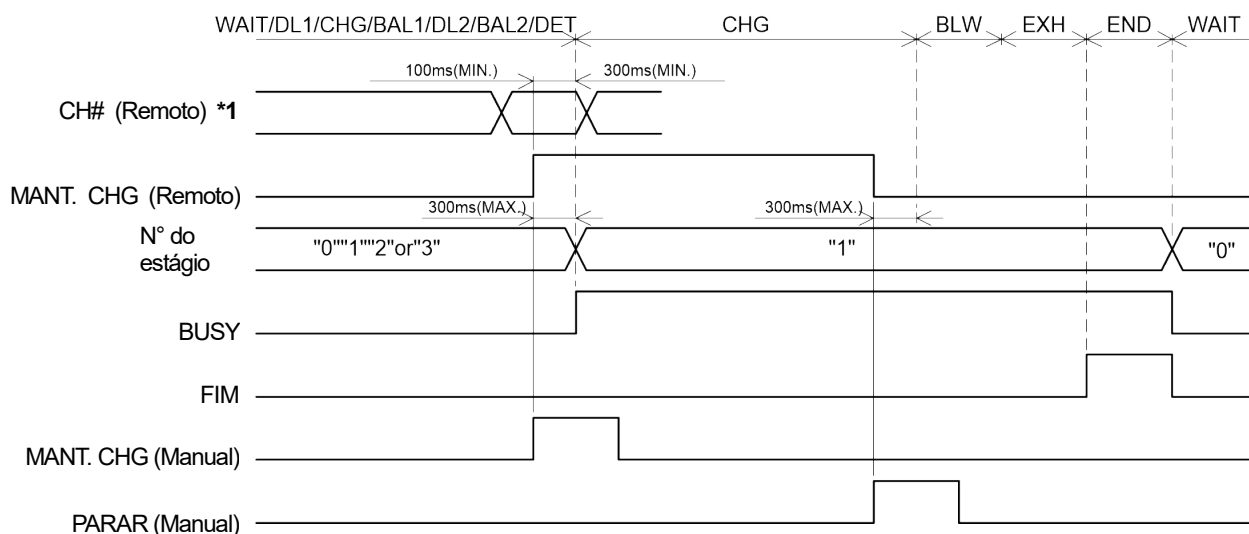 WAIT/DL1/CHG/BAL1/DL2/BAL2/DET CHG BLW EXH END WAIT
100ms(MIN.) 300ms(MIN.)
CH# (Remoto) *1
MANT. CHG (Remoto)
300ms(MAX.) 300ms(MAX.)
N° do
estágio
"0""1""2"or"3" "1" "0"
BUSY
FIM
MANT. CHG (Manual)
PARAR (Manual)